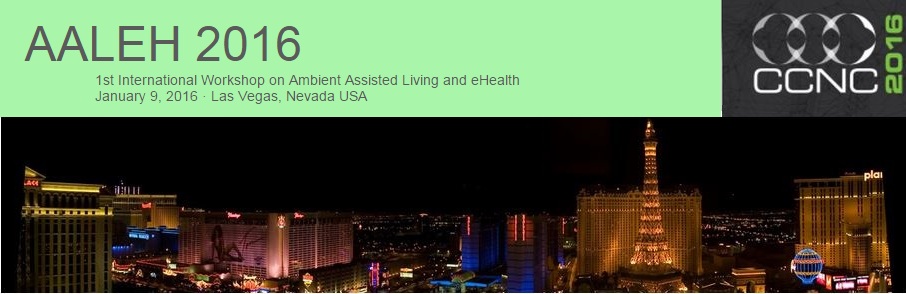 AALEH 2016
1st International Workshop on Ambient Assisted Living and eHealth
January 9, 2016 · Las Vegas, Nevada USA
CCNC 2016